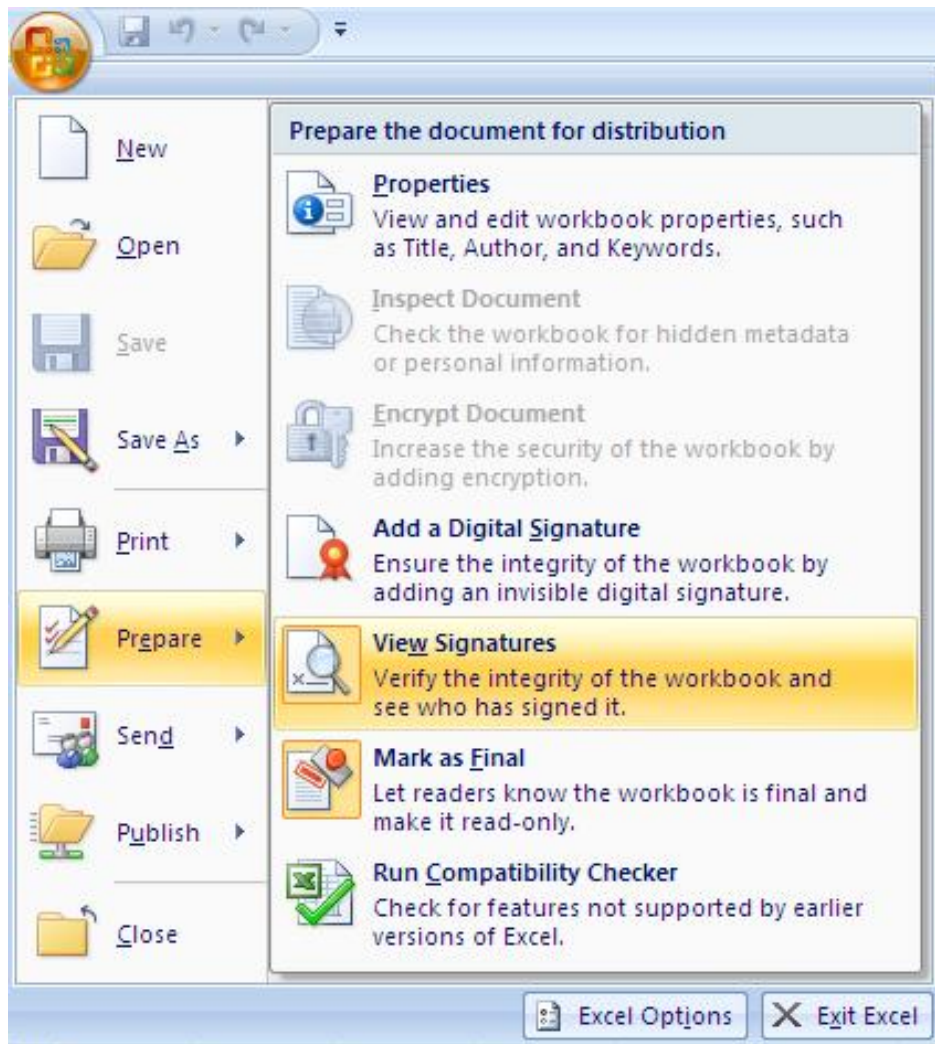 New
Open
Save
Save As
Print
Prepare
Send
Publish
Close
Prepare the document for distribution
Properties
View and edit workbook properties, such
as Title, Author, and Keywords.
Inspect Document
Check the workbook for hidden metadata
or personal information.
Encrypt Document
Increase the security of the workbook by
adding encryption.
Add a Digital Signature
Ensure the integrity of the workbook by
adding an invisible digital signature.
View Signatures
Verify the integrity of the workbook and
see who has signed it.
Mark as Final
Let readers know the workbook is final and
make it read-only.
Run Compatibility Checker
Check for features not supported by earlier
versions of Excel.
Excel Options
Exit Excel